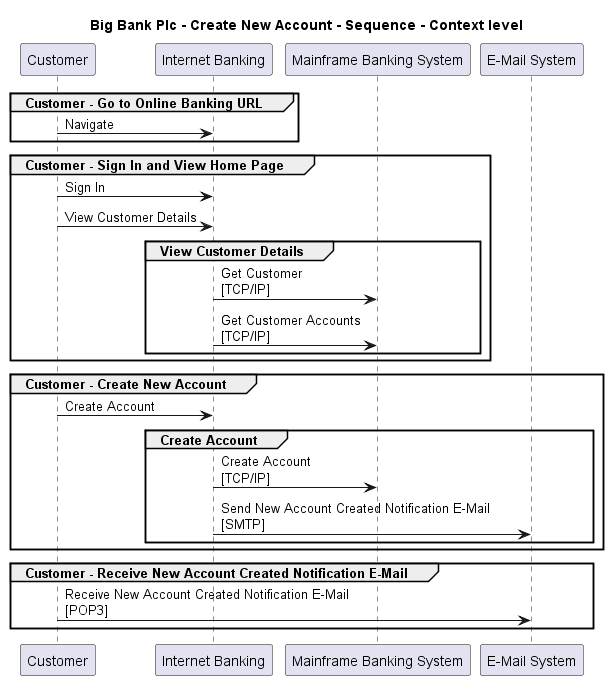 Big Bank Plc - Create New Account - Sequence - Context level
Customer
Internet Banking
Mainframe Banking System
E-Mail System
Customer - Go to Online Banking URL
Navigate
Customer - Sign In and View Home Page
Sign In
View Customer Details
View Customer Details
Get Customer
[TCP/IP]
Get Customer Accounts
[TCP/IP]
Customer - Create New Account
Create Account
Create Account
Create Account
[TCP/IP]
Send New Account Created Notification E-Mail
[SMTP]
Customer - Receive New Account Created Notification E-Mail
Receive New Account Created Notification E-Mail
[POP3]
Customer
Internet Banking
Mainframe Banking System
E-Mail System